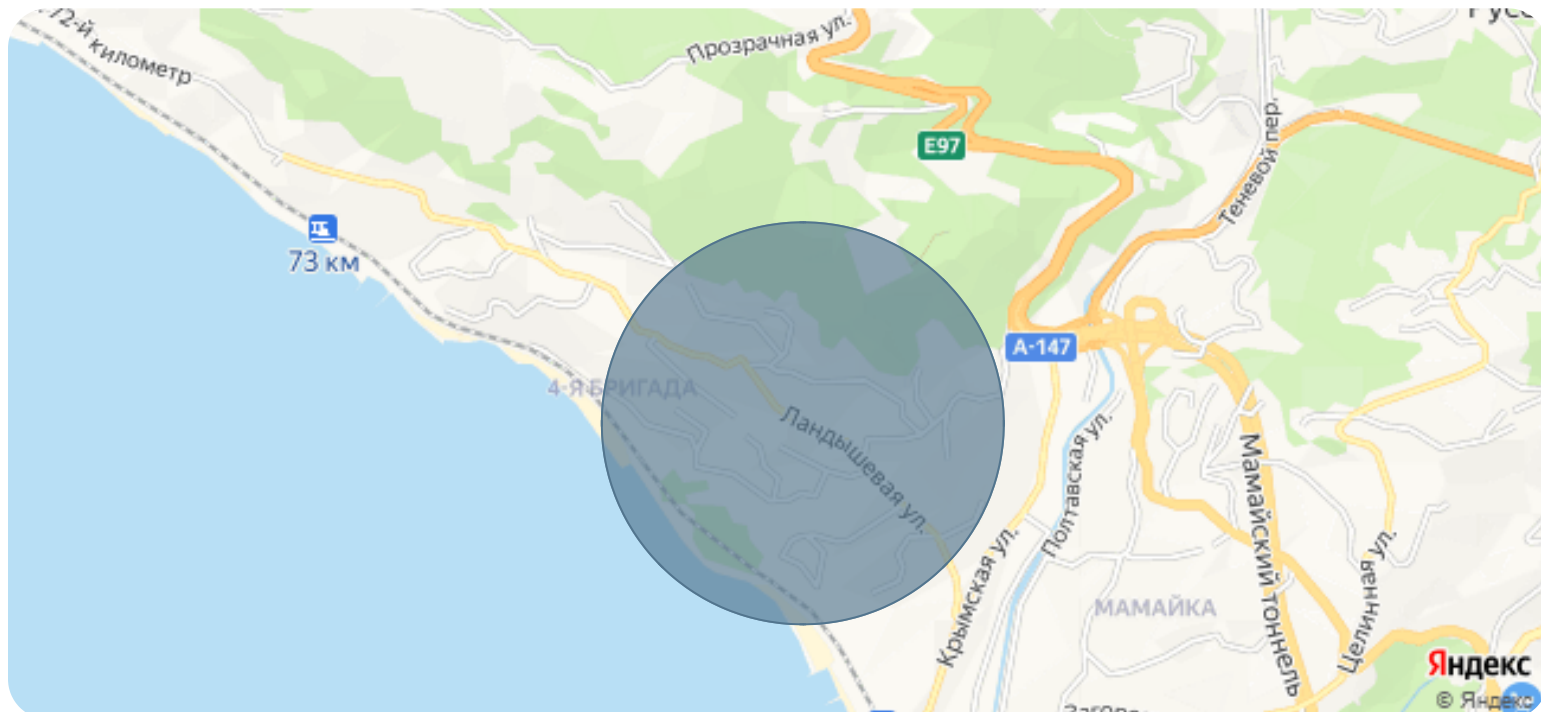 72-й километр
Прозрачная ул.
E97
Теневой пер.
73 км
А-147
4-Я БРИГАДА
Ландышевая ул.
Полтавская ул.
Мамайский тоннель
Крымская ул.
МАМАЙКА
Целинная ул.
Яндекс
© Яндекс